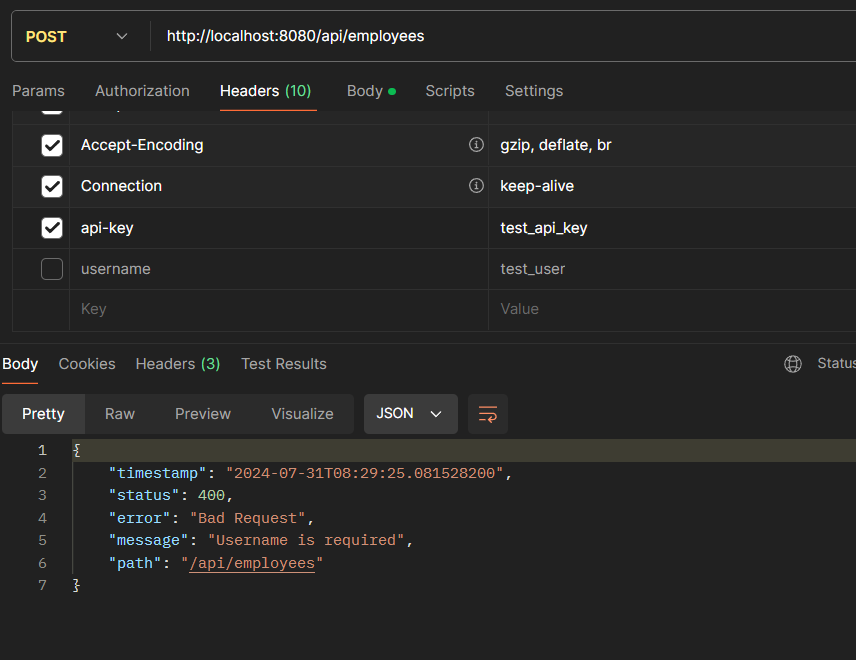 POST http://localhost:8080/api/employees
Params Authorization Headers (10) Body Scripts Settings
Accept-Encoding gzip, deflate, br
Connection keep-alive
api-key test_api_key
username test_user
Key Value
Body Cookies Headers (3) Test Results Status
Pretty Raw Preview Visualize JSON
1 {
2 "timestamp": "2024-07-31T08:29:25.081528200",
3 "status": 400,
4 "error": "Bad Request",
5 "message": "Username is required",
6 "path": "/api/employees"
7 }